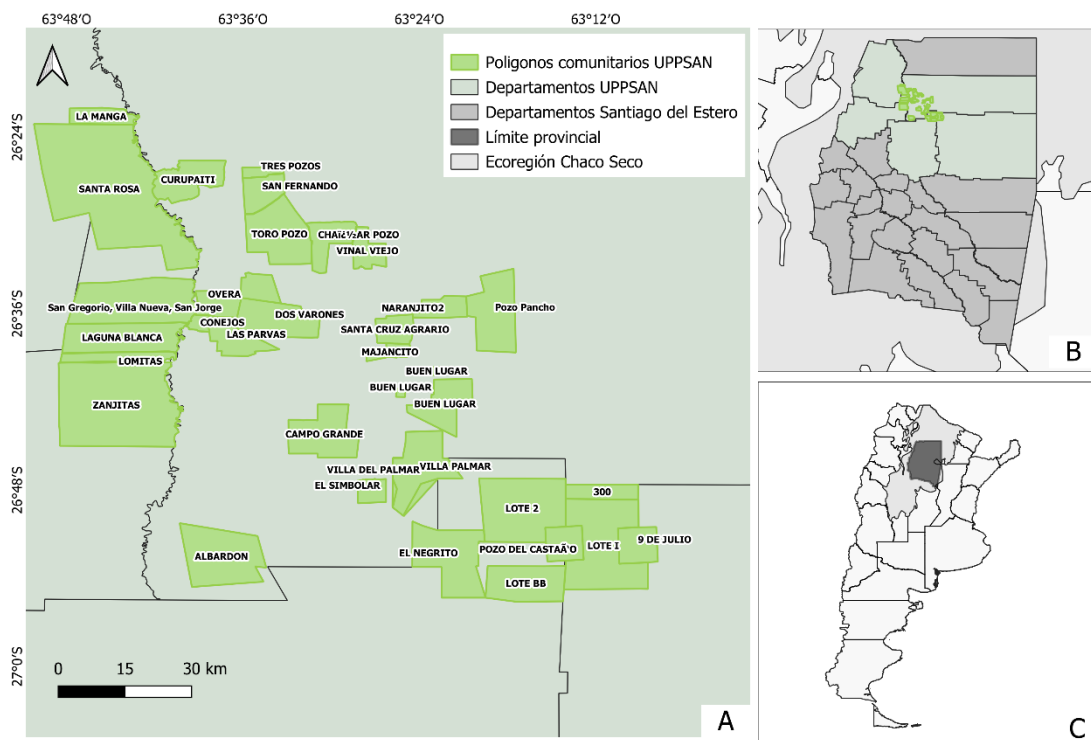 63°48'O
63°36'O
63°24'O
63°12'O
26°24'S
26°36'S
26°48'S
27°0'S
Poligonos comunitarios UPPSAN
Departamentos UPPSAN
Departamentos Santiago del Estero
Límite provincial
Ecoregión Chaco Seco
LA MANGA
TRES POZOS
CURUPAITI
SANTA ROSA
SAN FERNANDO
TORO POZO
CHAï¿½AR POZO
VINAL VIEJO
OVERA
San Gregorio, Villa Nueva, San Jorge
NARANJITO2
Pozo Pancho
DOS VARONES
CONEJOS
LAS PARVAS
SANTA CRUZ AGRARIO
LAGUNA BLANCA
MAJANCITO
LOMITAS
BUEN LUGAR
BUEN LUGAR
ZANJITAS
BUEN LUGAR
CAMPO GRANDE
VILLA DEL PALMAR
VILLA PALMAR
EL SIMBOLAR
300
LOTE 2
9 DE JULIO
ALBARDON
EL NEGRITO
POZO DEL CASTAÃ'O
LOTE I
LOTE BB
0 15 30 km
A
B
C